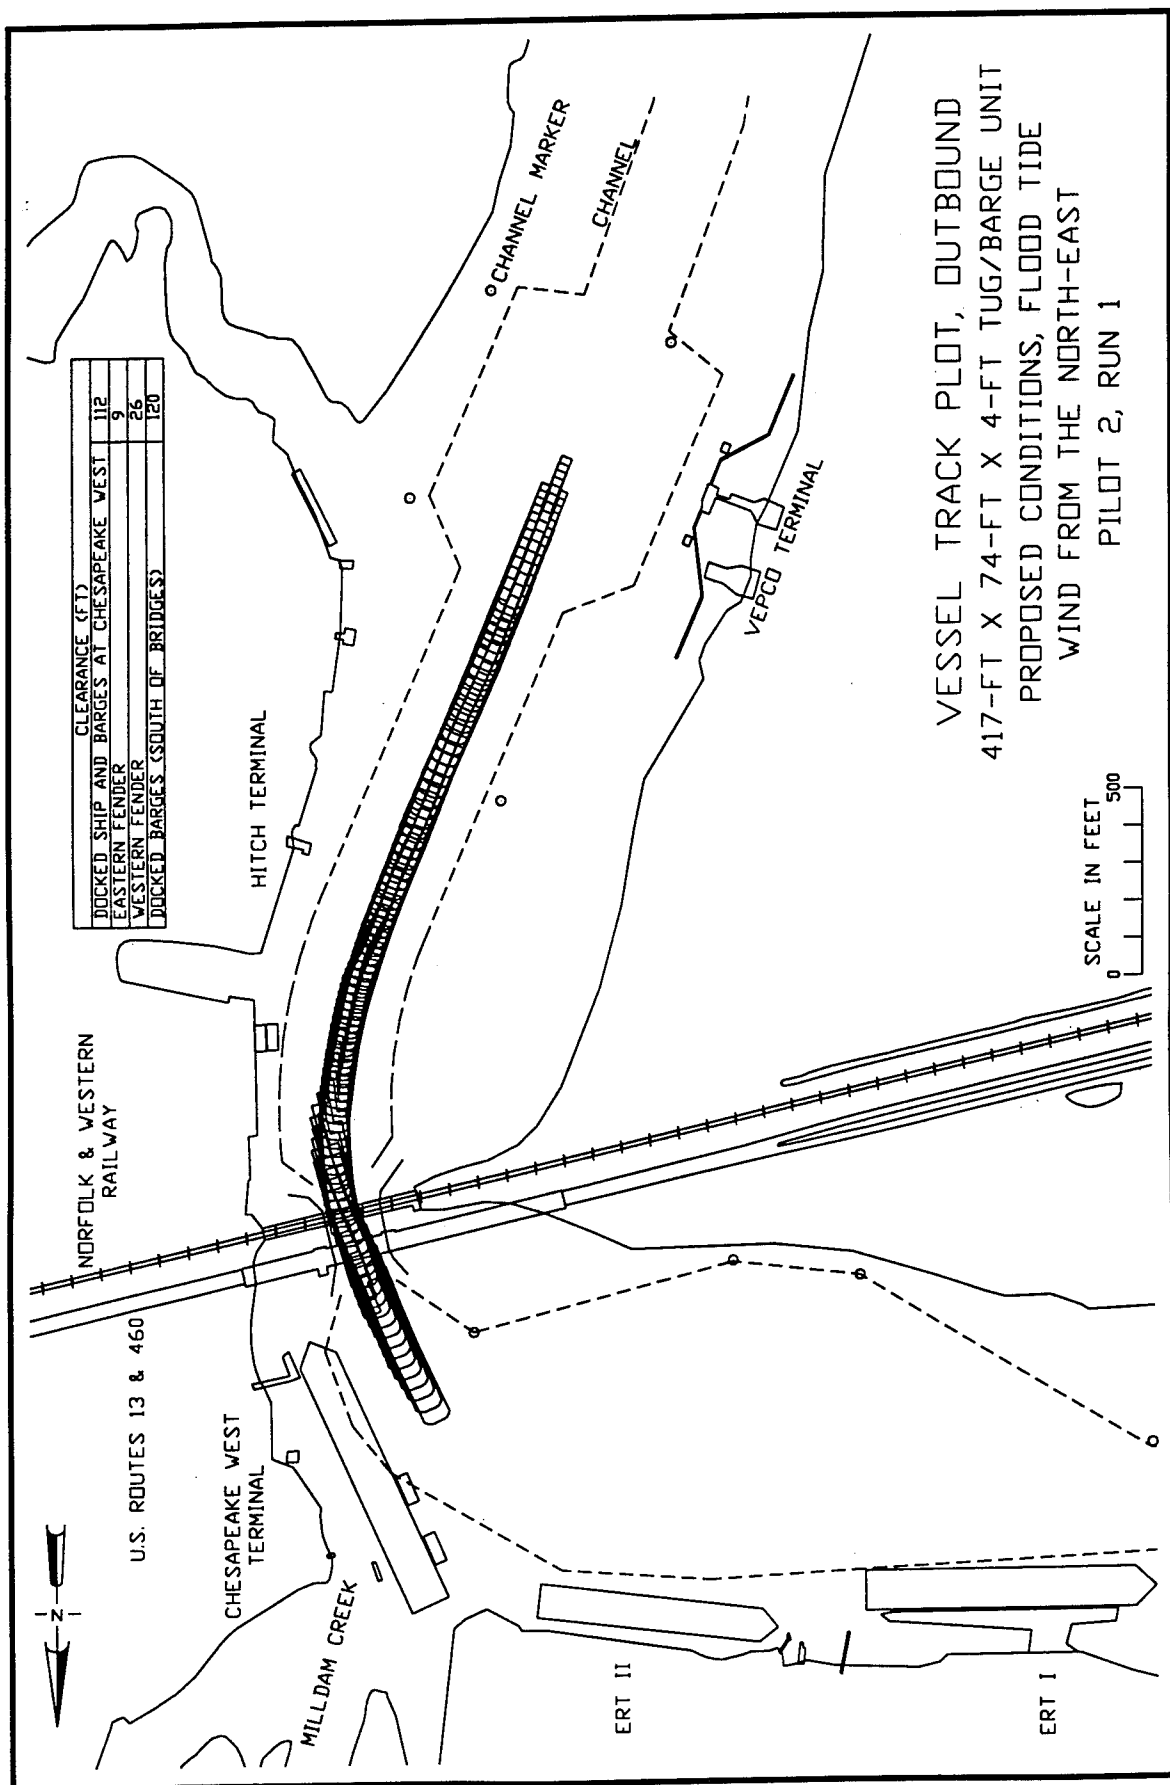 CLEARANCE (FT)
DOCKED SHIP AND BARGES AT CHESAPEAKE WEST 112
EASTERN FENDER 9
WESTERN FENDER 26
DOCKED BARGES (SOUTH OF BRIDGES) 120
N
NORFOLK & WESTERN
RAILWAY
U.S. ROUTES 13 & 460
CHESAPEAKE WEST
TERMINAL
MILLDAM CREEK
HITCH TERMINAL
CHANNEL MARKER
CHANNEL
VEPCO TERMINAL
ERT II
ERT I
SCALE IN FEET
0 500
VESSEL TRACK PLOT, OUTBOUND
417-FT X 74-FT X 4-FT TUG/BARGE UNIT
PROPOSED CONDITIONS, FLOOD TIDE
WIND FROM THE NORTH-EAST
PILOT 2, RUN 1